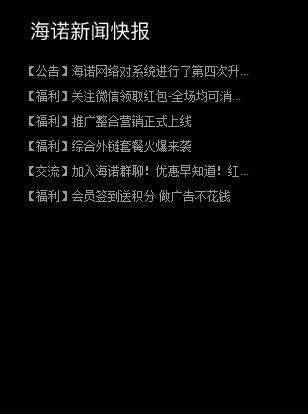 海诺新闻快报
【公告】海诺网络对系统进行了第四次升...
【福利】关注微信领取红包-全场均可消...
【福利】推广整合营销正式上线
【福利】综合外链套餐火爆来袭
【交流】加入海诺群聊！优惠早知道！红...
【福利】会员签到送积分 做广告不花钱